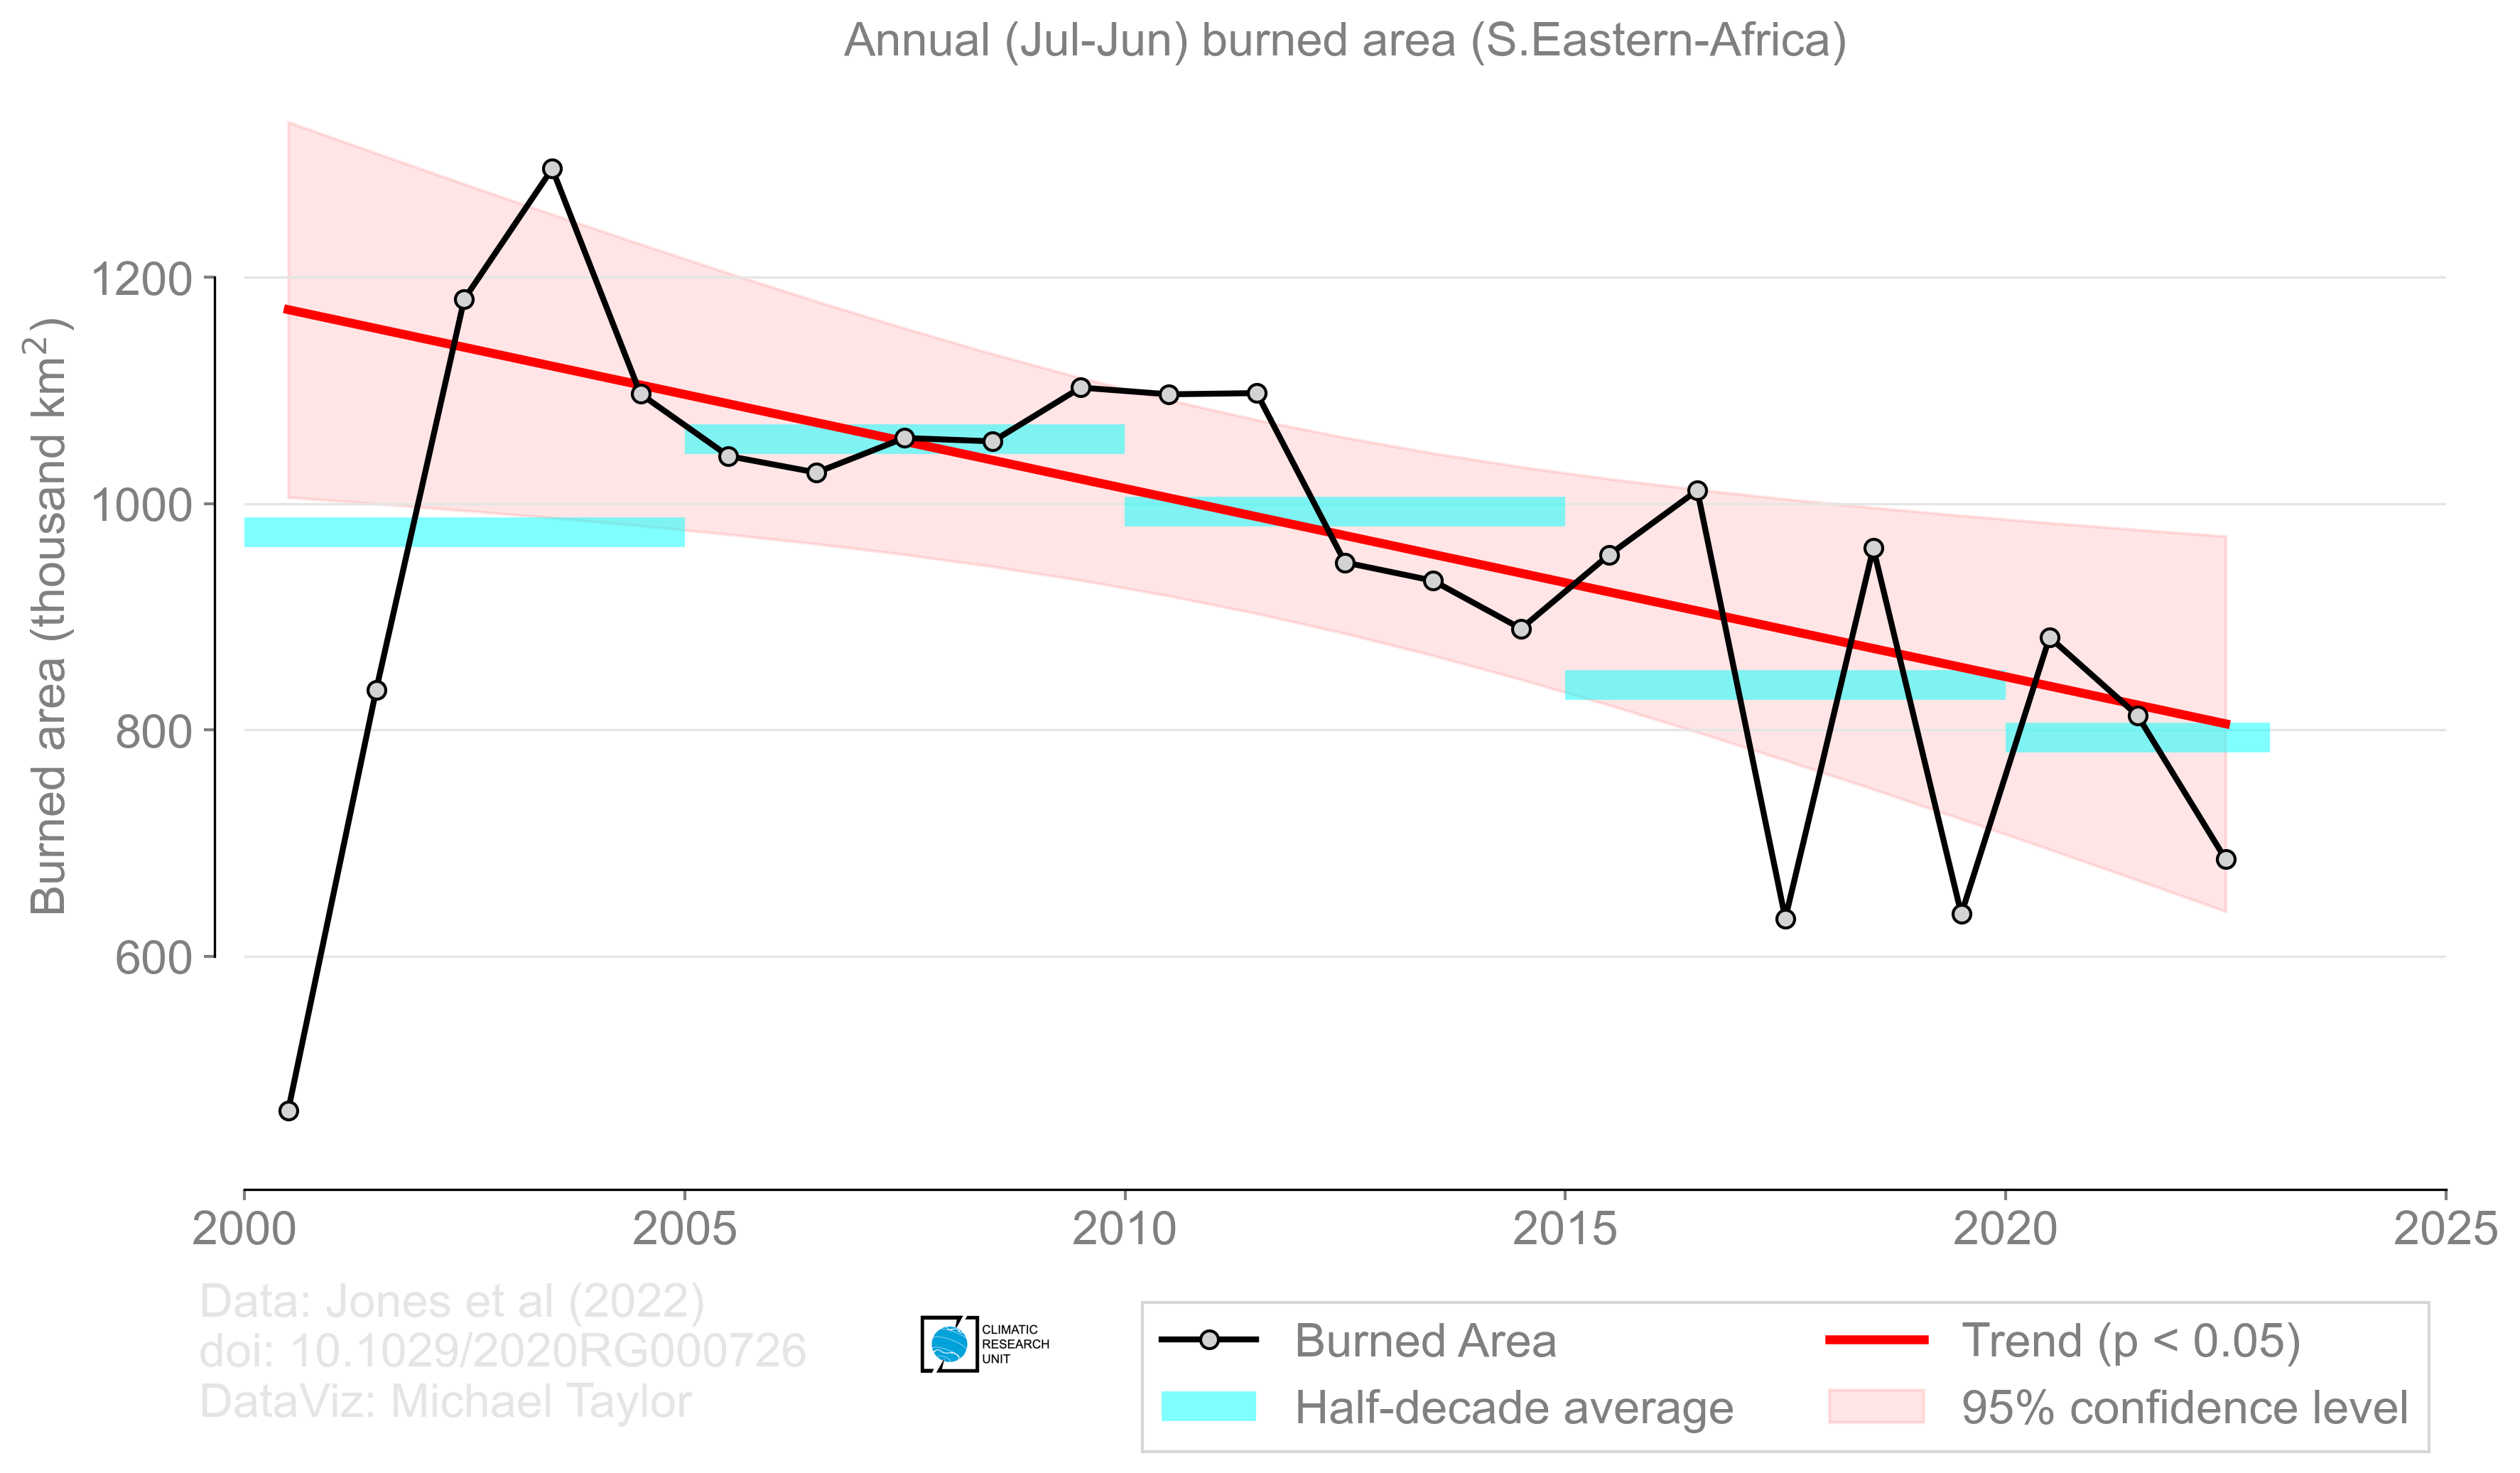 Annual (Jul-Jun) burned area (S.Eastern-Africa)
Burned area (thousand km²)
1200
1000
800
600
2000 2005 2010 2015 2020 2025
Data: Jones et al (2022)
doi: 10.1029/2020RG000726
DataViz: Michael Taylor
CLIMATIC
RESEARCH
UNIT
Burned Area
Half-decade average
Trend (p < 0.05)
95% confidence level